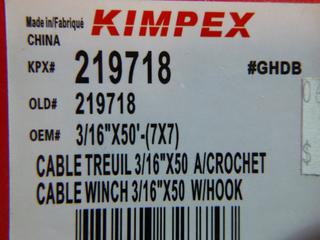 Made in/Fabriqué KIMPEX
CHINA
KPX# 219718 #GHDB
OLD# 219718
OEM# 3/16"X50'-(7X7)
CABLE TREUIL 3/16"X50 A/CROCHET
CABLE WINCH 3/16"X50 W/HOOK
$